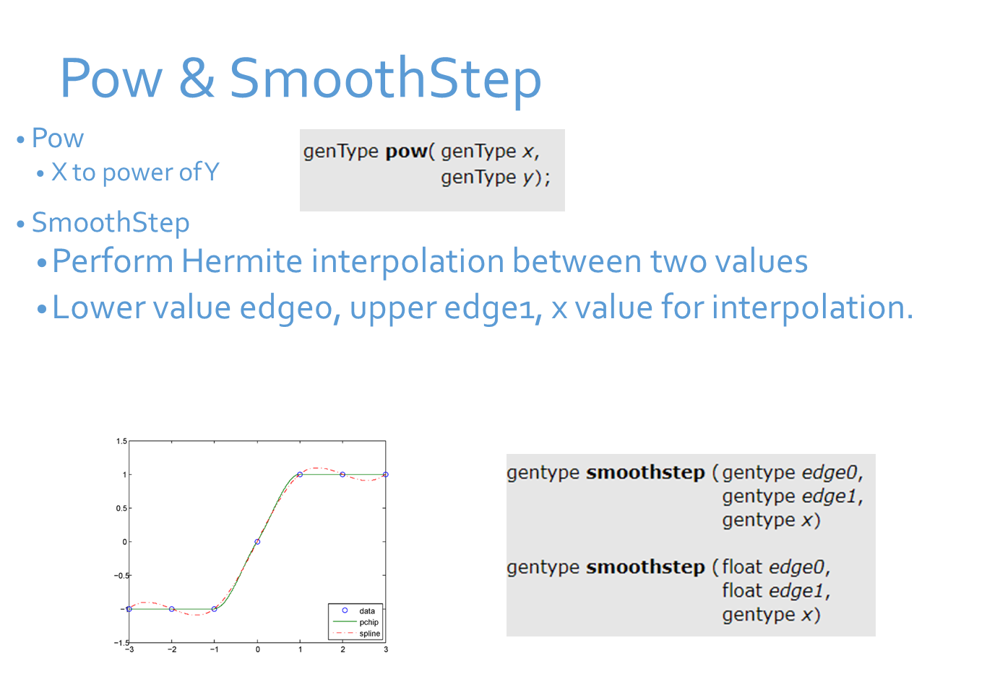 Pow & SmoothStep
• Pow
• X to power of Y
genType pow( genType x,
genType y);
• SmoothStep
• Perform Hermite interpolation between two values
• Lower value edge0, upper edge1, x value for interpolation.
1.5
1
0.5
0
−0.5
−1
−1.5
−3 −2 −1 0 1 2 3
data
pchip
spline
gentype smoothstep (gentype edge0,
gentype edge1,
gentype x)
gentype smoothstep (float edge0,
float edge1,
gentype x)